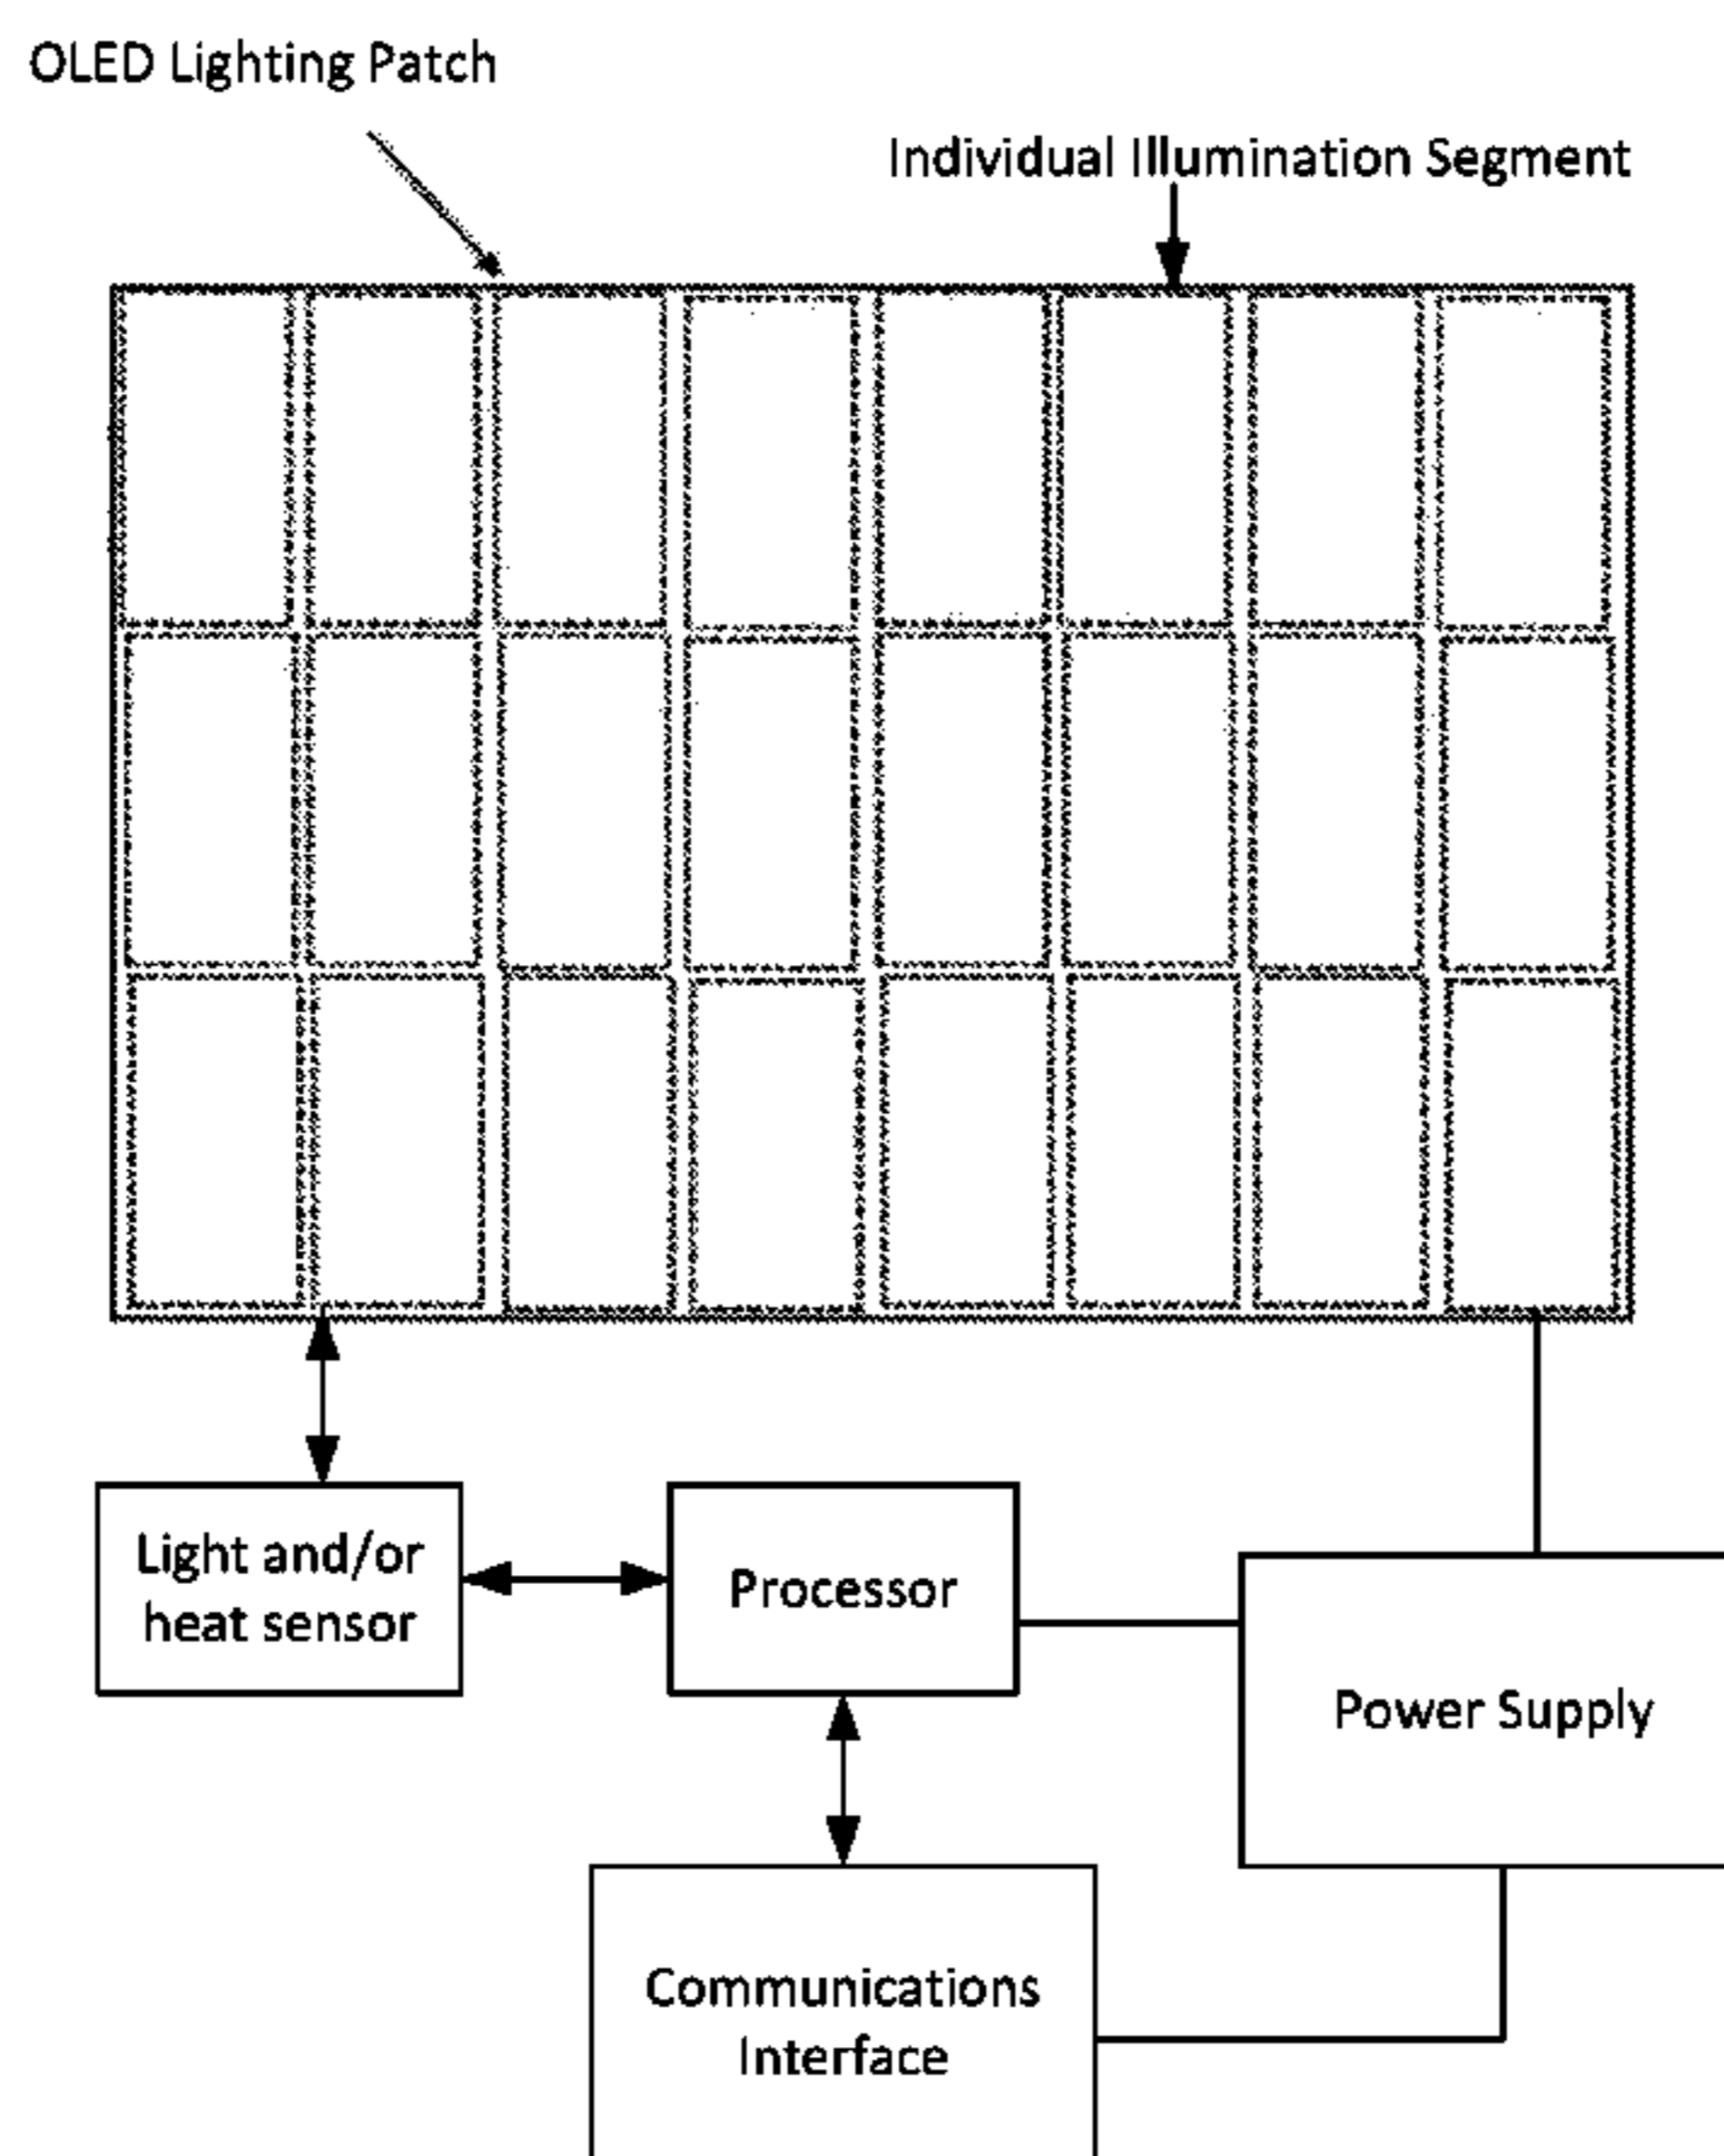 OLED Lighting Patch
Individual Illumination Segment
Light and/or
heat sensor
Processor
Power Supply
Communications
Interface